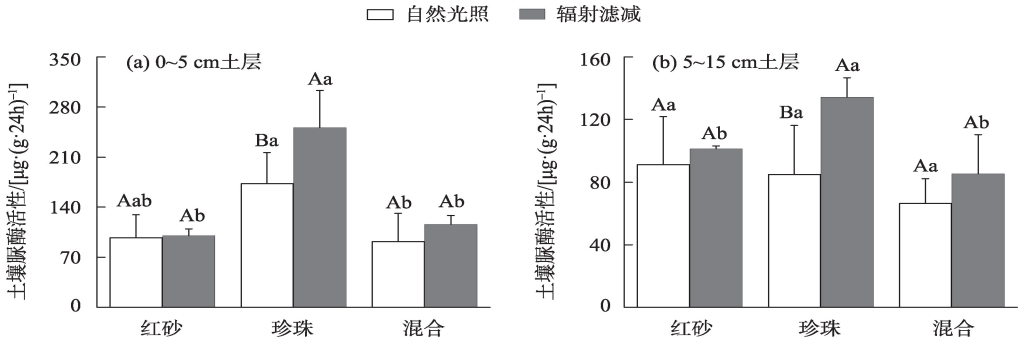 自然光照 辐射滤减
(a) 0~5 cm土层
土壤脲酶活性/[μg·(g·24h)⁻¹]
350
280
210
140
70
0
Aab Ab Ba Aa Ab Ab
红砂 珍珠 混合
(b) 5~15 cm土层
土壤脲酶活性/[μg·(g·24h)⁻¹]
160
120
80
40
0
Aa Ab Ba Aa Aa Ab
红砂 珍珠 混合